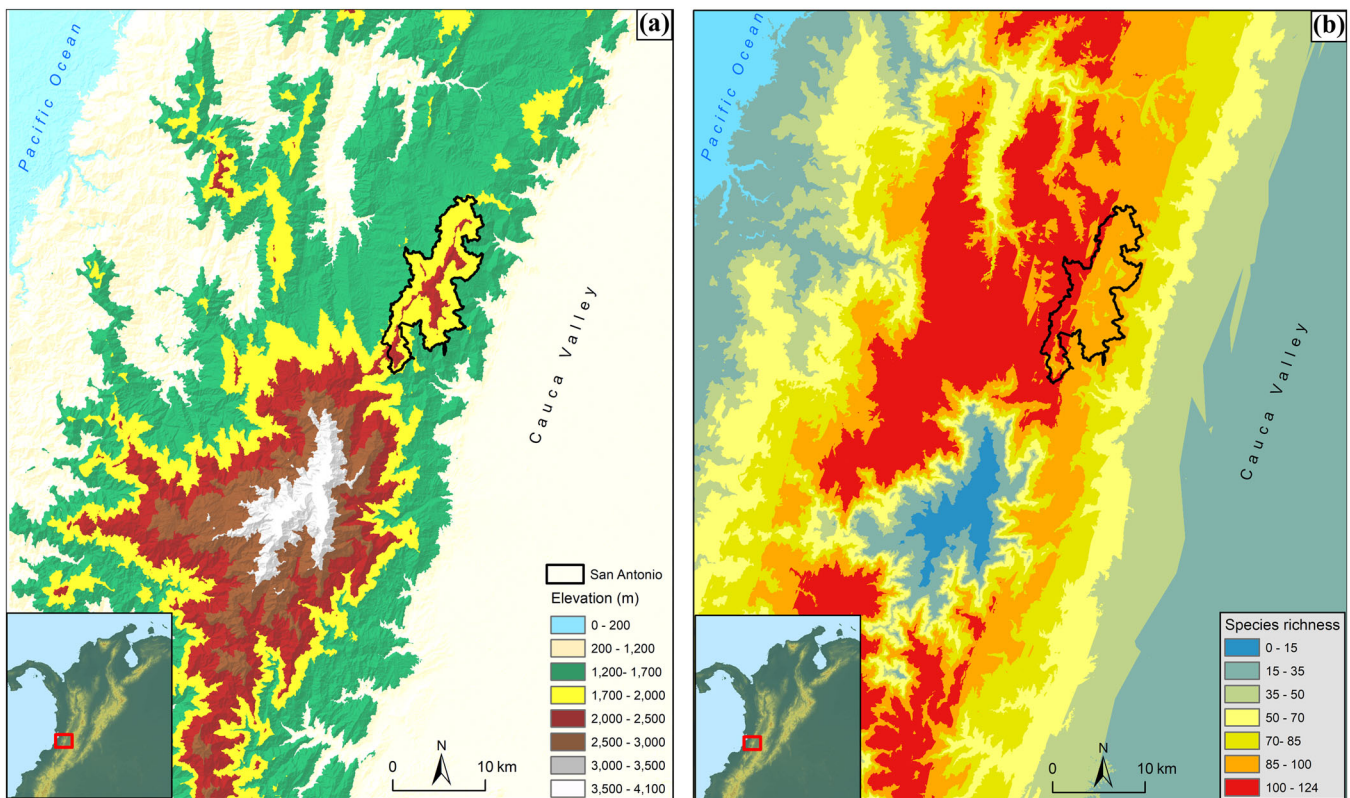 (a)
Pacific Ocean
Cauca Valley
San Antonio
Elevation (m)
0 - 200
200 - 1,200
1,200- 1,700
1,700 - 2,000
2,000 - 2,500
2,500 - 3,000
3,000 - 3,500
3,500 - 4,100
N
0 10 km
(b)
Pacific Ocean
Cauca Valley
Species richness
0 - 15
15 - 35
35 - 50
50 - 70
70- 85
85 - 100
100 - 124
N
0 10 km